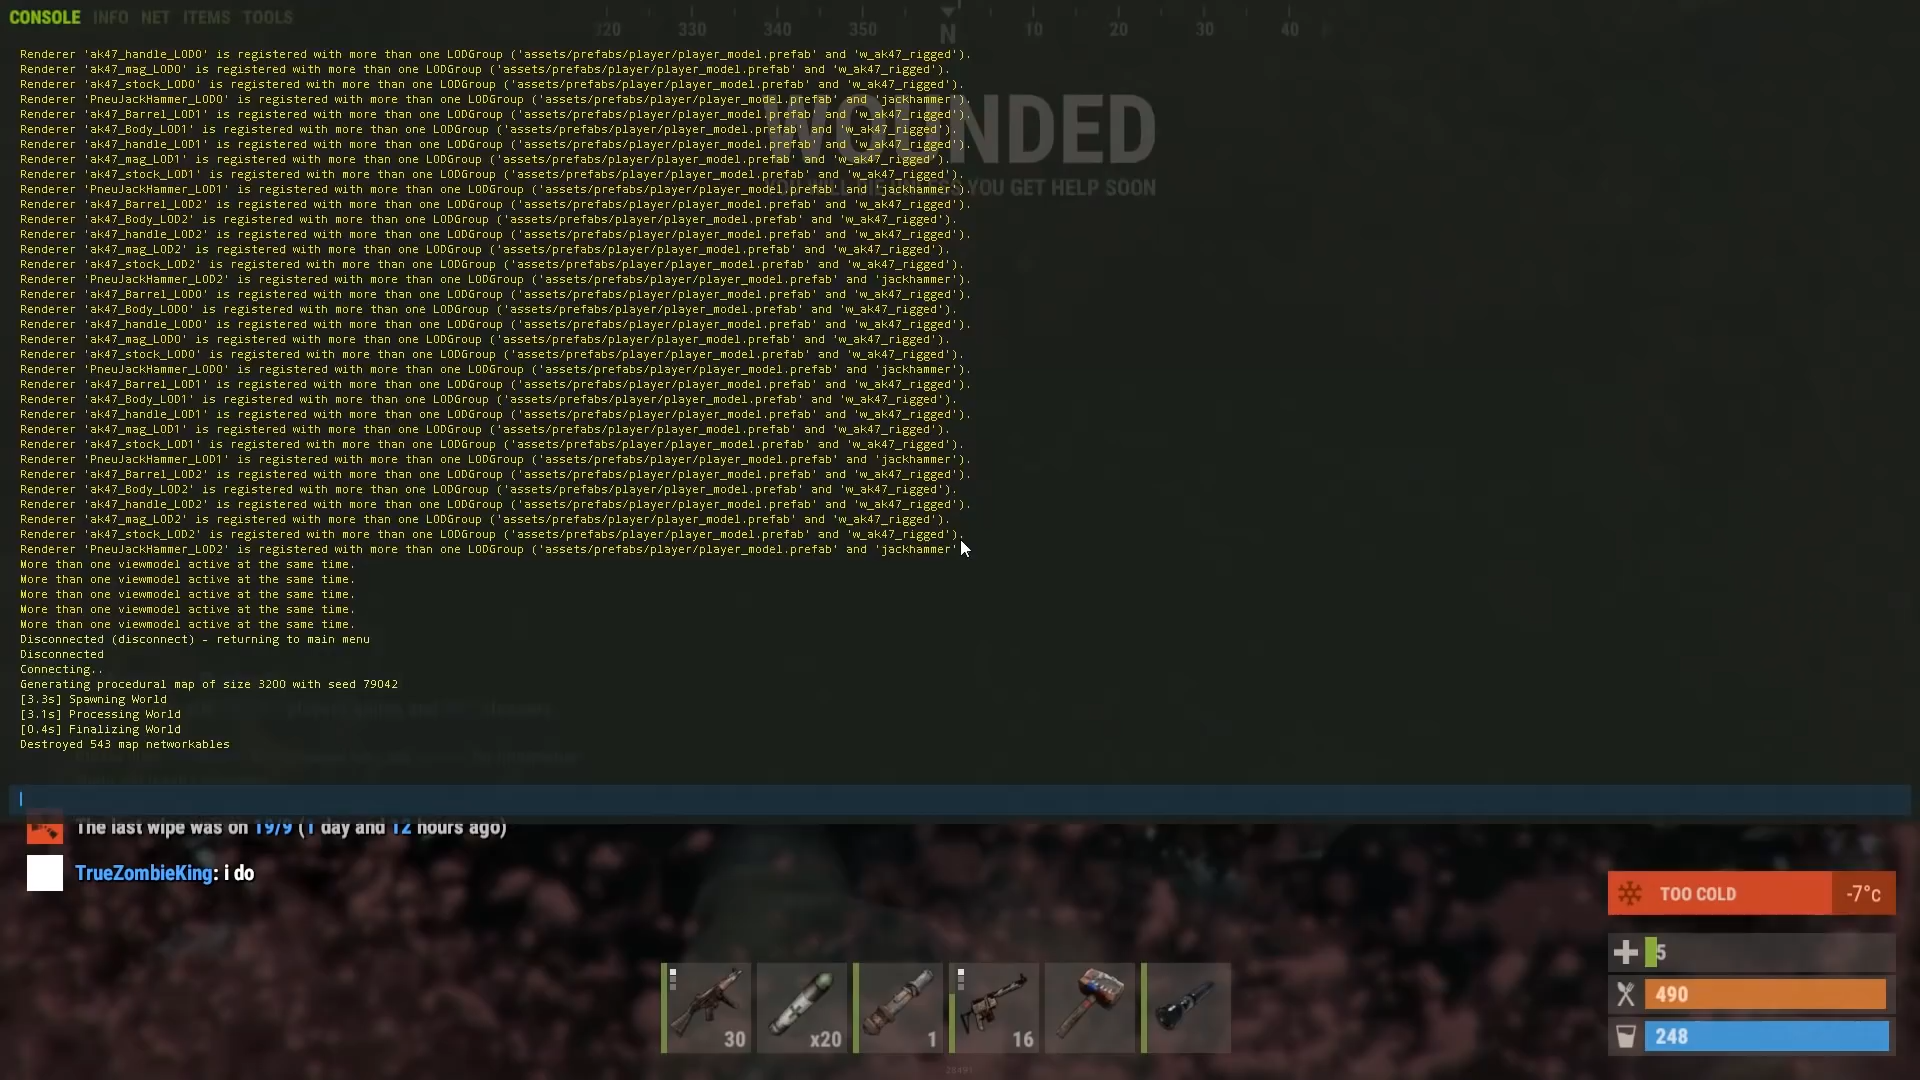 CONSOLE INFO NET ITEMS TOOLS
330 340 350 N 10 20 30 40
Renderer 'ak47_handle_LOD0' is registered with more than one LODGroup ('assets/prefabs/player/player_model.prefab' and 'w_ak47_rigged').
Renderer 'ak47_mag_LOD0' is registered with more than one LODGroup ('assets/prefabs/player/player_model.prefab' and 'w_ak47_rigged').
Renderer 'ak47_stock_LOD0' is registered with more than one LODGroup ('assets/prefabs/player/player_model.prefab' and 'w_ak47_rigged').
Renderer 'PneuJackHammer_LOD0' is registered with more than one LODGroup ('assets/prefabs/player/player_model.prefab' and 'jackhammer').
Renderer 'ak47_Barrel_LOD1' is registered with more than one LODGroup ('assets/prefabs/player/player_model.prefab' and 'w_ak47_rigged').
Renderer 'ak47_Body_LOD1' is registered with more than one LODGroup ('assets/prefabs/player/player_model.prefab' and 'w_ak47_rigged').
Renderer 'ak47_handle_LOD1' is registered with more than one LODGroup ('assets/prefabs/player/player_model.prefab' and 'w_ak47_rigged').
Renderer 'ak47_mag_LOD1' is registered with more than one LODGroup ('assets/prefabs/player/player_model.prefab' and 'w_ak47_rigged').
Renderer 'ak47_stock_LOD1' is registered with more than one LODGroup ('assets/prefabs/player/player_model.prefab' and 'w_ak47_rigged').
Renderer 'PneuJackHammer_LOD1' is registered with more than one LODGroup ('assets/prefabs/player/player_model.prefab' and 'jackhammer').
Renderer 'ak47_Barrel_LOD2' is registered with more than one LODGroup ('assets/prefabs/player/player_model.prefab' and 'w_ak47_rigged').
Renderer 'ak47_Body_LOD2' is registered with more than one LODGroup ('assets/prefabs/player/player_model.prefab' and 'w_ak47_rigged').
Renderer 'ak47_handle_LOD2' is registered with more than one LODGroup ('assets/prefabs/player/player_model.prefab' and 'w_ak47_rigged').
Renderer 'ak47_mag_LOD2' is registered with more than one LODGroup ('assets/prefabs/player/player_model.prefab' and 'w_ak47_rigged').
Renderer 'ak47_stock_LOD2' is registered with more than one LODGroup ('assets/prefabs/player/player_model.prefab' and 'w_ak47_rigged').
Renderer 'PneuJackHammer_LOD2' is registered with more than one LODGroup ('assets/prefabs/player/player_model.prefab' and 'jackhammer').
Renderer 'ak47_Barrel_LOD0' is registered with more than one LODGroup ('assets/prefabs/player/player_model.prefab' and 'w_ak47_rigged').
Renderer 'ak47_Body_LOD0' is registered with more than one LODGroup ('assets/prefabs/player/player_model.prefab' and 'w_ak47_rigged').
Renderer 'ak47_handle_LOD0' is registered with more than one LODGroup ('assets/prefabs/player/player_model.prefab' and 'w_ak47_rigged').
Renderer 'ak47_mag_LOD0' is registered with more than one LODGroup ('assets/prefabs/player/player_model.prefab' and 'w_ak47_rigged').
Renderer 'ak47_stock_LOD0' is registered with more than one LODGroup ('assets/prefabs/player/player_model.prefab' and 'w_ak47_rigged').
Renderer 'PneuJackHammer_LOD0' is registered with more than one LODGroup ('assets/prefabs/player/player_model.prefab' and 'jackhammer').
Renderer 'ak47_Barrel_LOD1' is registered with more than one LODGroup ('assets/prefabs/player/player_model.prefab' and 'w_ak47_rigged').
Renderer 'ak47_Body_LOD1' is registered with more than one LODGroup ('assets/prefabs/player/player_model.prefab' and 'w_ak47_rigged').
Renderer 'ak47_handle_LOD1' is registered with more than one LODGroup ('assets/prefabs/player/player_model.prefab' and 'w_ak47_rigged').
Renderer 'ak47_mag_LOD1' is registered with more than one LODGroup ('assets/prefabs/player/player_model.prefab' and 'w_ak47_rigged').
Renderer 'ak47_stock_LOD1' is registered with more than one LODGroup ('assets/prefabs/player/player_model.prefab' and 'w_ak47_rigged').
Renderer 'PneuJackHammer_LOD1' is registered with more than one LODGroup ('assets/prefabs/player/player_model.prefab' and 'jackhammer').
Renderer 'ak47_Barrel_LOD2' is registered with more than one LODGroup ('assets/prefabs/player/player_model.prefab' and 'w_ak47_rigged').
Renderer 'ak47_Body_LOD2' is registered with more than one LODGroup ('assets/prefabs/player/player_model.prefab' and 'w_ak47_rigged').
Renderer 'ak47_handle_LOD2' is registered with more than one LODGroup ('assets/prefabs/player/player_model.prefab' and 'w_ak47_rigged').
Renderer 'ak47_mag_LOD2' is registered with more than one LODGroup ('assets/prefabs/player/player_model.prefab' and 'w_ak47_rigged').
Renderer 'ak47_stock_LOD2' is registered with more than one LODGroup ('assets/prefabs/player/player_model.prefab' and 'w_ak47_rigged').
Renderer 'PneuJackHammer_LOD2' is registered with more than one LODGroup ('assets/prefabs/player/player_model.prefab' and 'jackhammer'
More than one viewmodel active at the same time.
More than one viewmodel active at the same time.
More than one viewmodel active at the same time.
More than one viewmodel active at the same time.
More than one viewmodel active at the same time.
Disconnected (disconnect) - returning to main menu
Disconnected
Connecting..
Generating procedural map of size 3200 with seed 79042
[3.3s] Spawning World
[3.1s] Processing World
[0.4s] Finalizing World
Destroyed 543 map networkables
WOUNDED
YOU GET HELP SOON
The last wipe was on 19/9 (1 day and 12 hours ago)
TrueZombieKing: i do
TOO COLD -7°c
5
490
248
30 x20 1 16